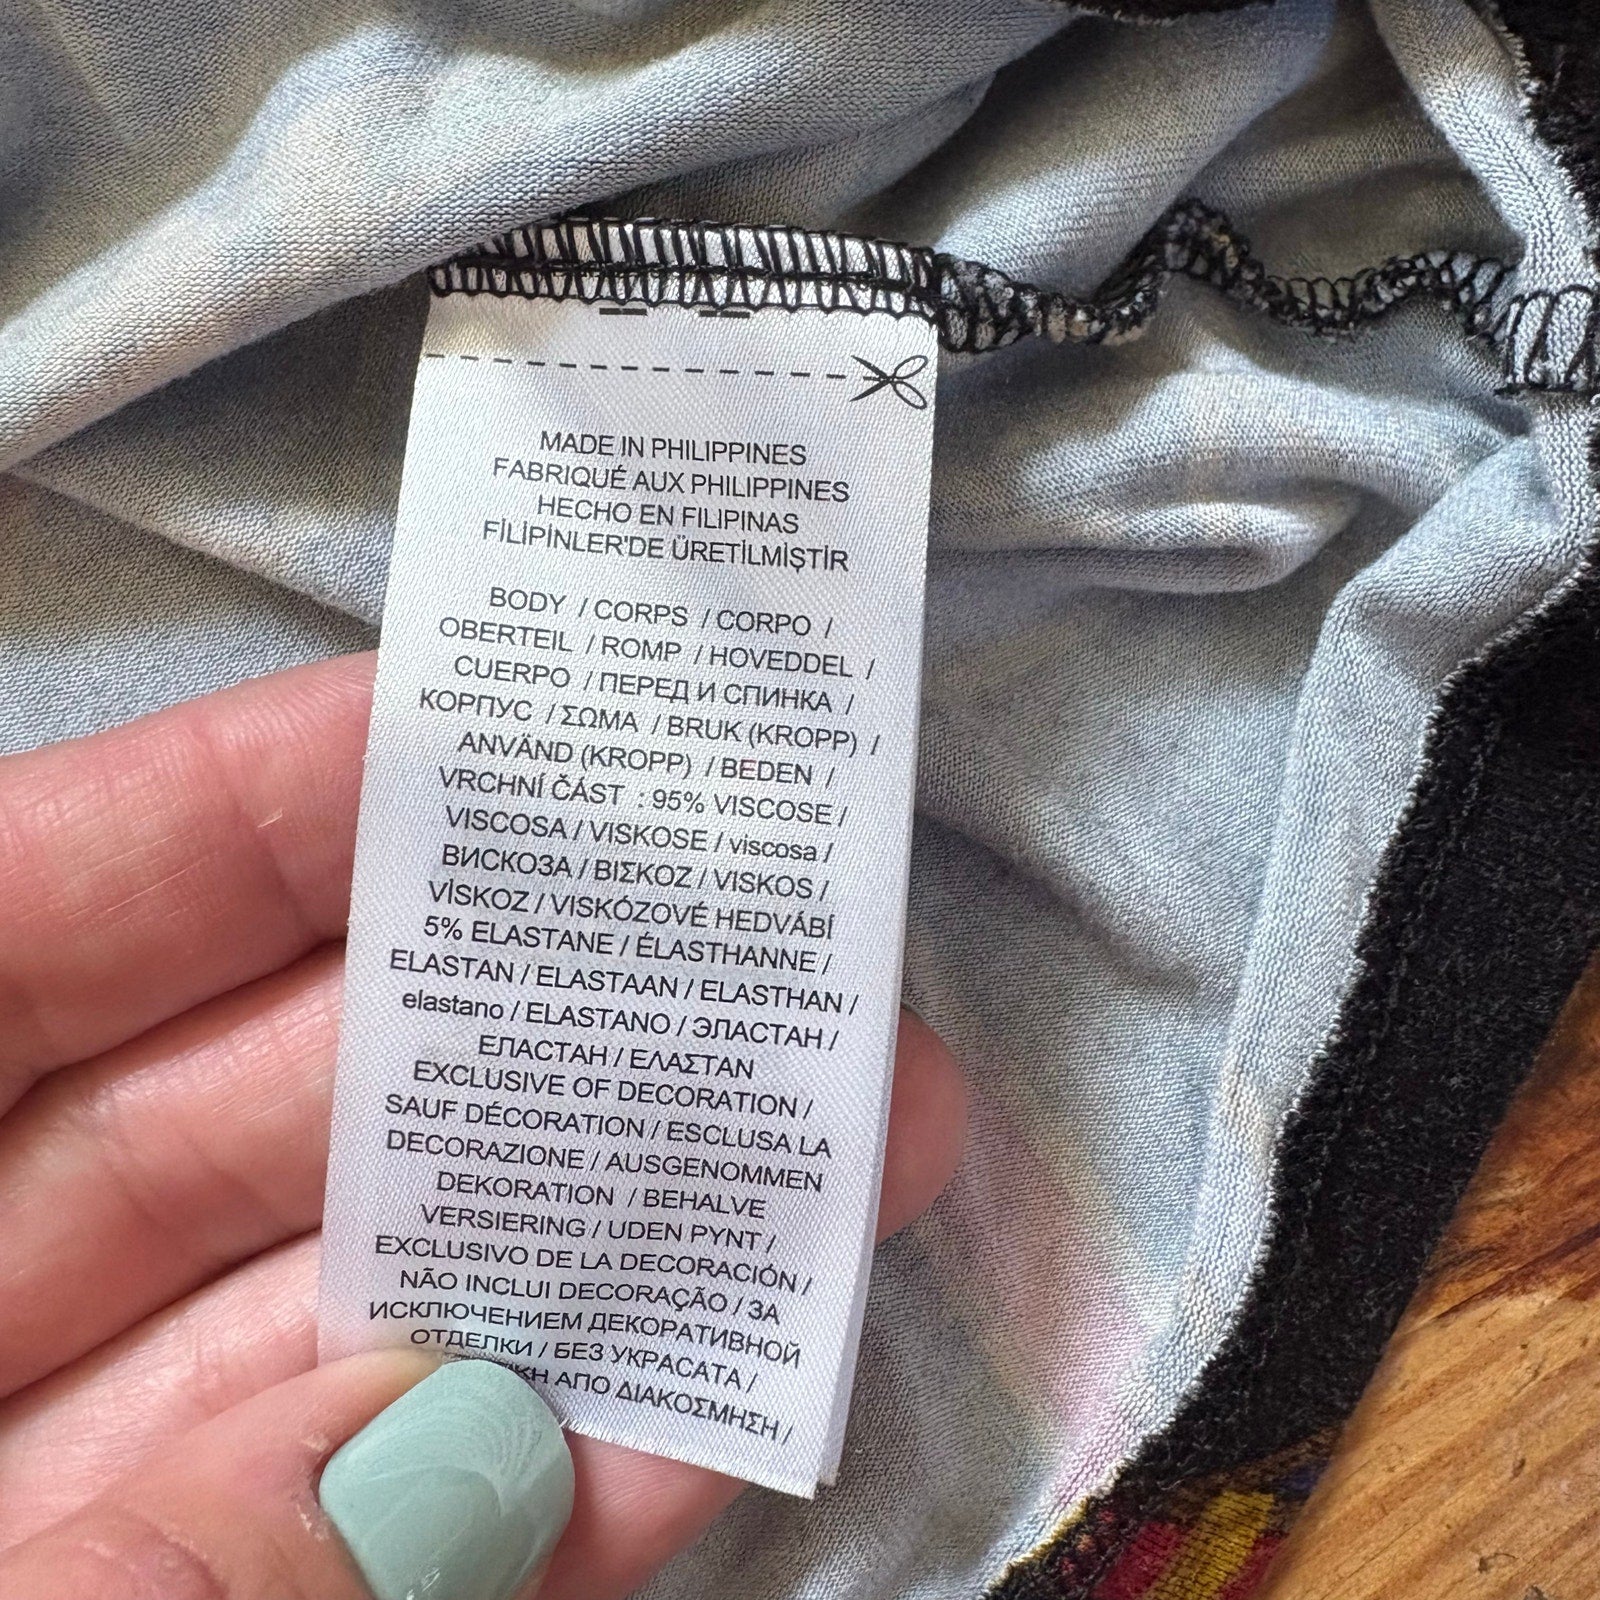 MADE IN PHILIPPINES
FABRIQUÉ AUX PHILIPPINES
HECHO EN FILIPINAS
FİLİPİNLER'DE ÜRETİLMİŞTİR
BODY / CORPS / CORPO /
OBERTEIL / ROMP / HOVEDDEL /
CUERPO / ПЕРЕД И СПИНКА /
КОРПУС / ΣΩΜΑ / BRUK (KROPP) /
ANVÄND (KROPP) / BEDEN /
VRCHNÍ ČÁST : 95% VISCOSE /
VISCOSA / VISKOSE / viscosa /
ВИСКОЗА / ΒΙΣΚΟΖ / VISKOS /
VİSKOZ / VISKÓZOVÉ HEDVÁBÍ
5% ELASTANE / ÉLASTHANNE /
ELASTAN / ELASTAAN / ELASTHAN /
elastano / ELASTANO / ЭЛАСТАН /
ЕЛАСТАН / ΕΛΑΣΤΑΝ
EXCLUSIVE OF DECORATION /
SAUF DÉCORATION / ESCLUSA LA
DECORAZIONE / AUSGENOMMEN
DEKORATION / BEHALVE
VERSIERING / UDEN PYNT /
EXCLUSIVO DE LA DECORACIÓN /
NÃO INCLUI DECORAÇÃO / ЗА
ИСКЛЮЧЕНИЕМ ДЕКОРАТИВНОЙ
ОТДЕЛКИ / БЕЗ УКРАСАТА /
ΑΠΟ ΔΙΑΚΟΣΜΗΣΗ /